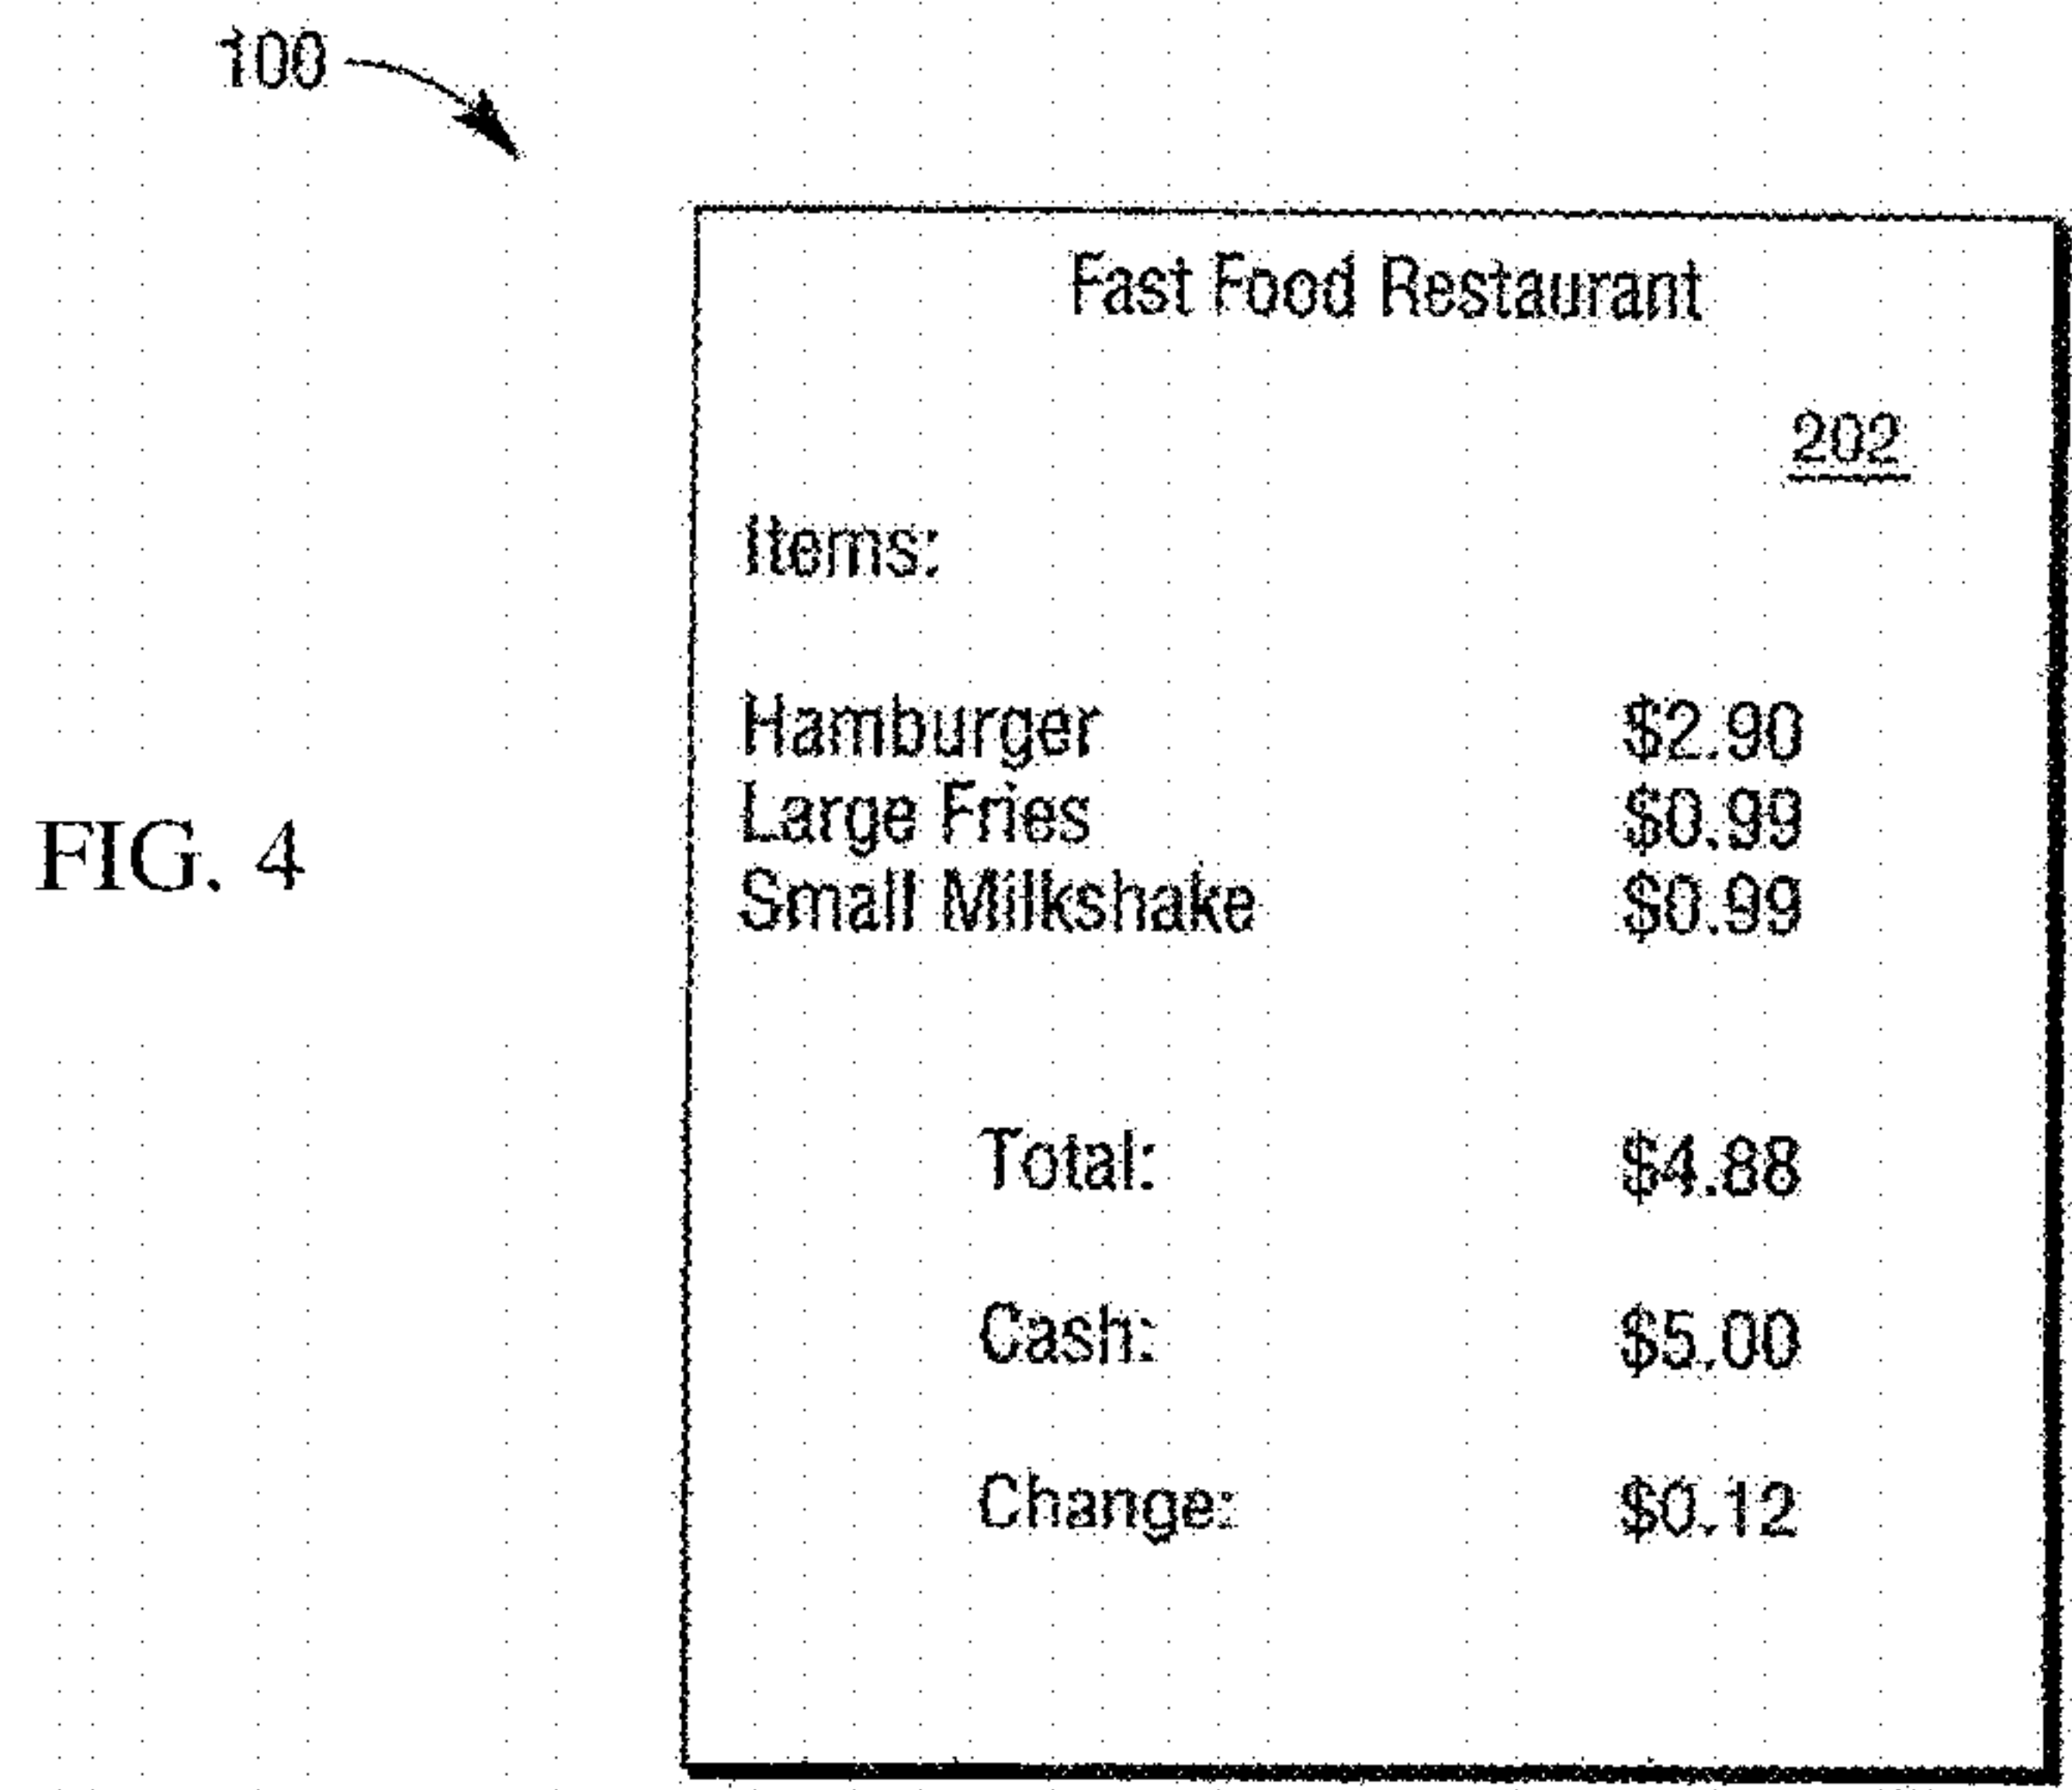 100
Fast Food Restaurant
202
Items:
Hamburger $2.90
Large Fries $0.99
FIG. 4
Small Milkshake $0.99
Total: $4.88
Cash: $5.00
Change: $0.12